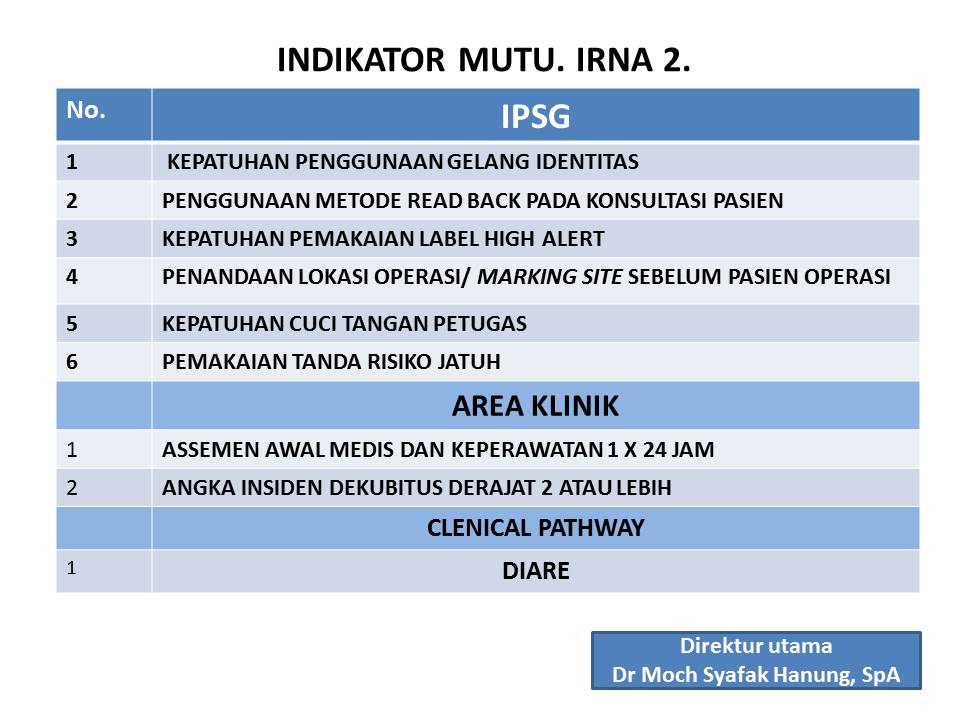 INDIKATOR MUTU. IRNA 2.
No. IPSG
1 KEPATUHAN PENGGUNAAN GELANG IDENTITAS
2 PENGGUNAAN METODE READ BACK PADA KONSULTASI PASIEN
3 KEPATUHAN PEMAKAIAN LABEL HIGH ALERT
4 PENANDAAN LOKASI OPERASI/ MARKING SITE SEBELUM PASIEN OPERASI
5 KEPATUHAN CUCI TANGAN PETUGAS
6 PEMAKAIAN TANDA RISIKO JATUH
AREA KLINIK
1 ASSEMEN AWAL MEDIS DAN KEPERAWATAN 1 X 24 JAM
2 ANGKA INSIDEN DEKUBITUS DERAJAT 2 ATAU LEBIH
CLENICAL PATHWAY
1 DIARE
Direktur utama
Dr Moch Syafak Hanung, SpA